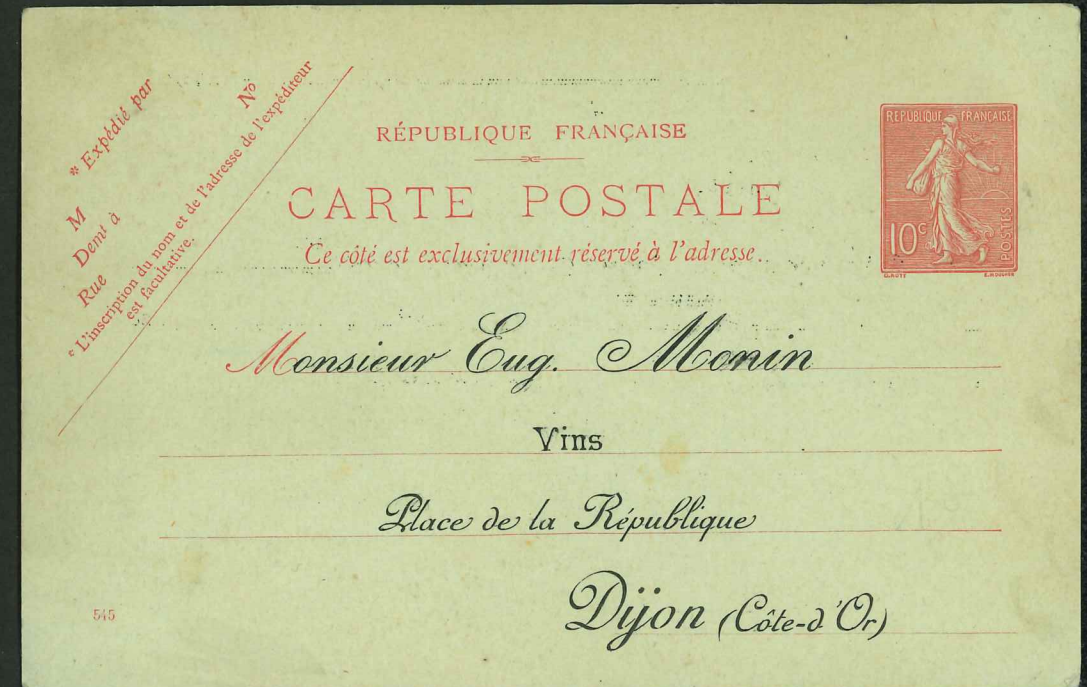 * Expédié par
M
Demt à
Rue
N°
* L'inscription du nom et de l'adresse de l'expéditeur
est facultative.
RÉPUBLIQUE FRANÇAISE
CARTE POSTALE
Ce côté est exclusivement réservé à l'adresse.
RÉPUBLIQUE FRANÇAISE
10c
POSTES
Monsieur Eug. Monin
Vins
Place de la République
Dijon (Côte-d'Or)
515